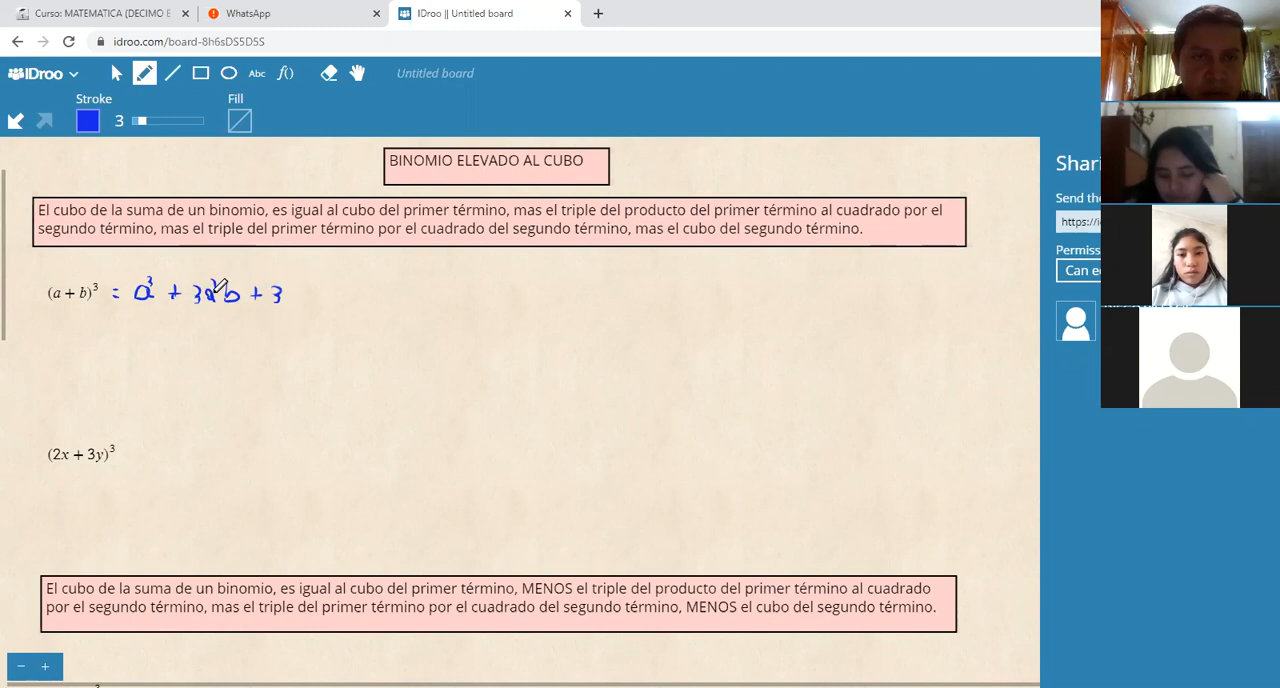 Curso: MATEMATICA (DECIMO E
WhatsApp
IDroo || Untitled board
idroo.com/board-8h6sDS5D5S
IDroo
Abc
f()
Untitled board
Stroke
Fill
3
BINOMIO ELEVADO AL CUBO
El cubo de la suma de un binomio, es igual al cubo del primer término, mas el triple del producto del primer término al cuadrado por el
segundo término, mas el triple del primer término por el cuadrado del segundo término, mas el cubo del segundo término.
(a + b)³ = a³ + 3a²b + 3
(2x + 3y)³
El cubo de la suma de un binomio, es igual al cubo del primer término, MENOS el triple del producto del primer término al cuadrado
por el segundo término, mas el triple del primer término por el cuadrado del segundo término, MENOS el cubo del segundo término.
Shari
Send the
https://i
Permiss
Can e